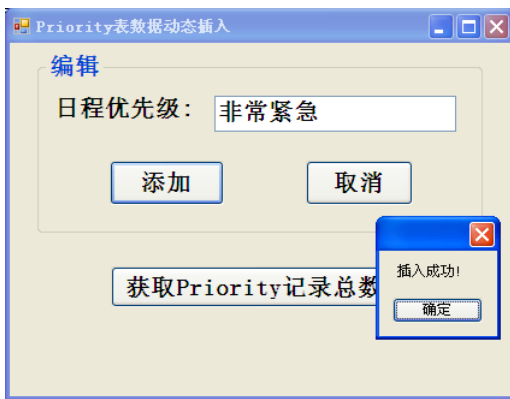 Priority表数据动态插入
编辑
日程优先级: 非常紧急
添加 取消
插入成功!
获取Priority记录总数
确定